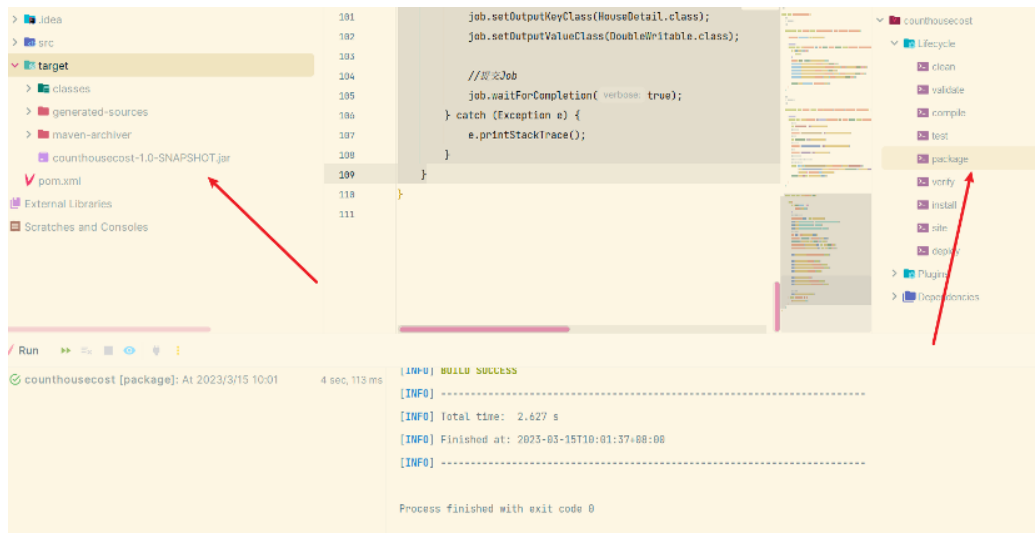 .idea
src
target
classes
generated-sources
maven-archiver
counthousecost-1.0-SNAPSHOT.jar
pom.xml
External Libraries
Scratches and Consoles
101 job.setOutputKeyClass(HouseDetail.class);
102 job.setOutputValueClass(DoubleWritable.class);
103
104 //提交Job
105 job.waitForCompletion( verbose: true);
106 } catch (Exception e) {
107 e.printStackTrace();
108 }
109 }
110 }
111
counthousecost
Lifecycle
clean
validate
compile
test
package
verify
install
site
deploy
Plugins
Dependencies
Run
counthousecost [package]: At 2023/3/15 10:01 4 sec, 113 ms
[INFO] BUILD SUCCESS
[INFO] ------------------------------------------------------------------------
[INFO] Total time:  2.627 s
[INFO] Finished at: 2023-03-15T10:01:37+08:00
[INFO] ------------------------------------------------------------------------
Process finished with exit code 0